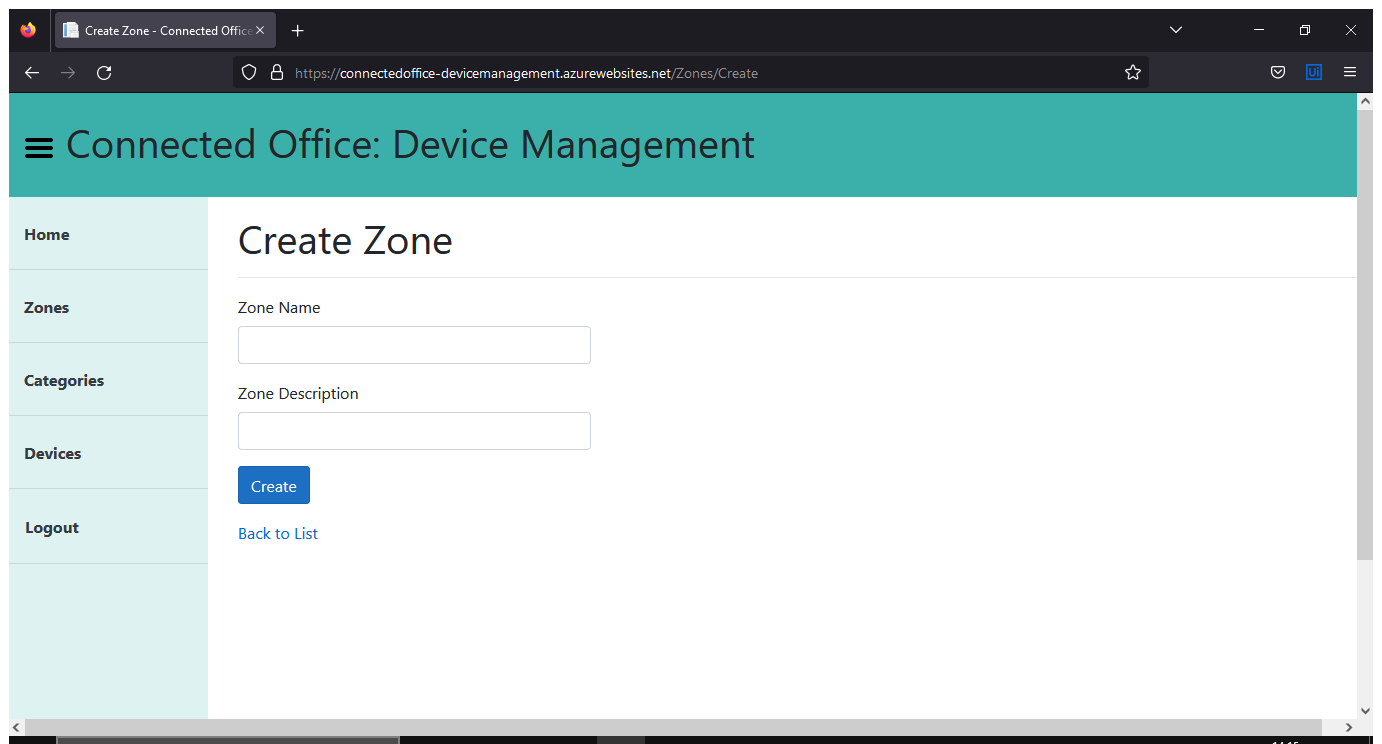 Create Zone - Connected Office
https://connectedoffice-devicemanagement.azurewebsites.net/Zones/Create
Ui
Connected Office: Device Management
Home
Zones
Categories
Devices
Logout
Create Zone
Zone Name
Zone Description
Create
Back to List